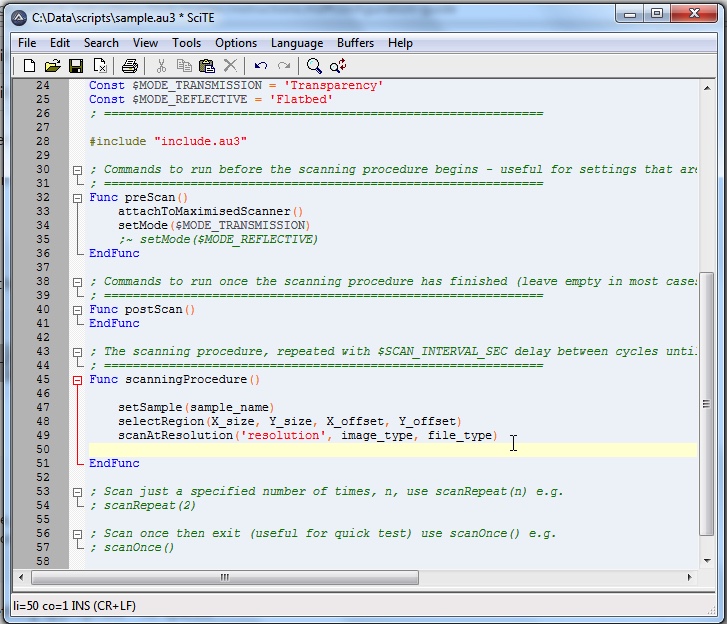 C:\Data\scripts\sample.au3 * SciTE
File Edit Search View Tools Options Language Buffers Help
24 Const $MODE_TRANSMISSION = 'Transparency'
25 Const $MODE_REFLECTIVE = 'Flatbed'
26 ; =============================================================
27
28 #include "include.au3"
29
30 ; Commands to run before the scanning procedure begins - useful for settings that are
31 ; =============================================================
32 Func preScan()
33 attachToMaximisedScanner()
34 setMode($MODE_TRANSMISSION)
35 ;~ setMode($MODE_REFLECTIVE)
36 EndFunc
37
38 ; Commands to run once the scanning procedure has finished (leave empty in most cases
39 ; =============================================================
40 Func postScan()
41 EndFunc
42
43 ; The scanning procedure, repeated with $SCAN_INTERVAL_SEC delay between cycles until
44 ; =============================================================
45 Func scanningProcedure()
46
47 setSample(sample_name)
48 selectRegion(X_size, Y_size, X_offset, Y_offset)
49 scanAtResolution('resolution', image_type, file_type)
50
51 EndFunc
52
53 ; Scan just a specified number of times, n, use scanRepeat(n) e.g.
54 ; scanRepeat(2)
55
56 ; Scan once then exit (useful for quick test) use scanOnce() e.g.
57 ; scanOnce()
58
li=50 co=1 INS (CR+LF)